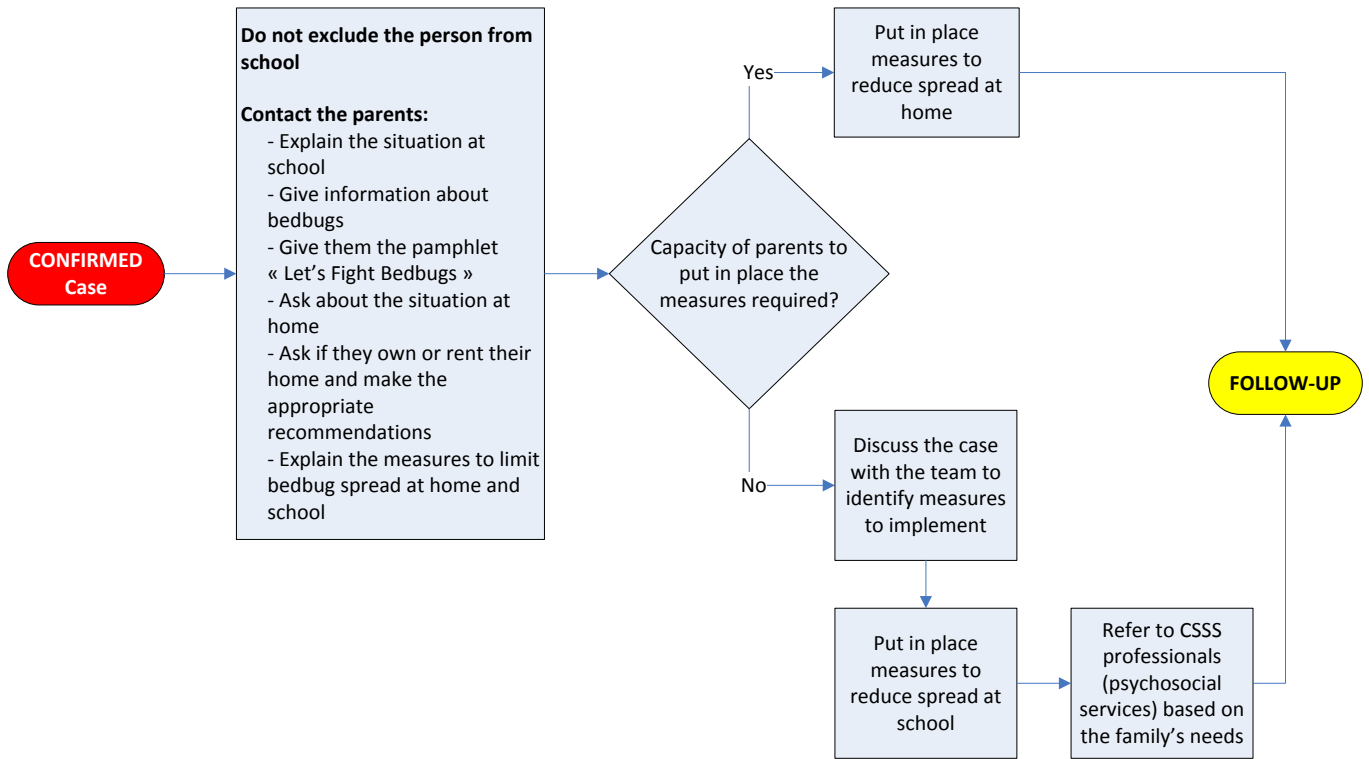 CONFIRMED
Case
Do not exclude the person from
school
Contact the parents:
- Explain the situation at
school
- Give information about
bedbugs
- Give them the pamphlet
« Let’s Fight Bedbugs »
- Ask about the situation at
home
- Ask if they own or rent their
home and make the
appropriate
recommendations
- Explain the measures to limit
bedbug spread at home and
school
Capacity of parents to
put in place the
measures required?
Yes
Put in place
measures to
reduce spread at
home
No
Discuss the case
with the team to
identify measures
to implement
Put in place
measures to
reduce spread at
school
Refer to CSSS
professionals
(psychosocial
services) based on
the family’s needs
FOLLOW-UP